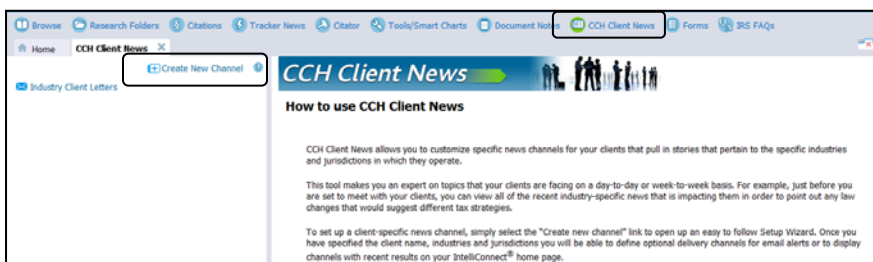 Browse Research Folders Citations Tracker News Citator Tools/Smart Charts Document Notes CCH Client News Forms IRS FAQs
Home CCH Client News
Create New Channel
Industry Client Letters
CCH Client News
How to use CCH Client News
CCH Client News allows you to customize specific news channels for your clients that pull in stories that pertain to the specific industries
and jurisdictions in which they operate.
This tool makes you an expert on topics that your clients are facing on a day-to-day or week-to-week basis. For example, just before you
are set to meet with your clients, you can view all of the recent industry-specific news that is impacting them in order to point out any law
changes that would suggest different tax strategies.
To set up a client-specific news channel, simply select the "Create new channel" link to open up an easy to follow Setup Wizard. Once you
have specified the client name, industries and jurisdictions you will be able to define optional delivery channels for email alerts or to display
channels with recent results on your IntelliConnect® home page.